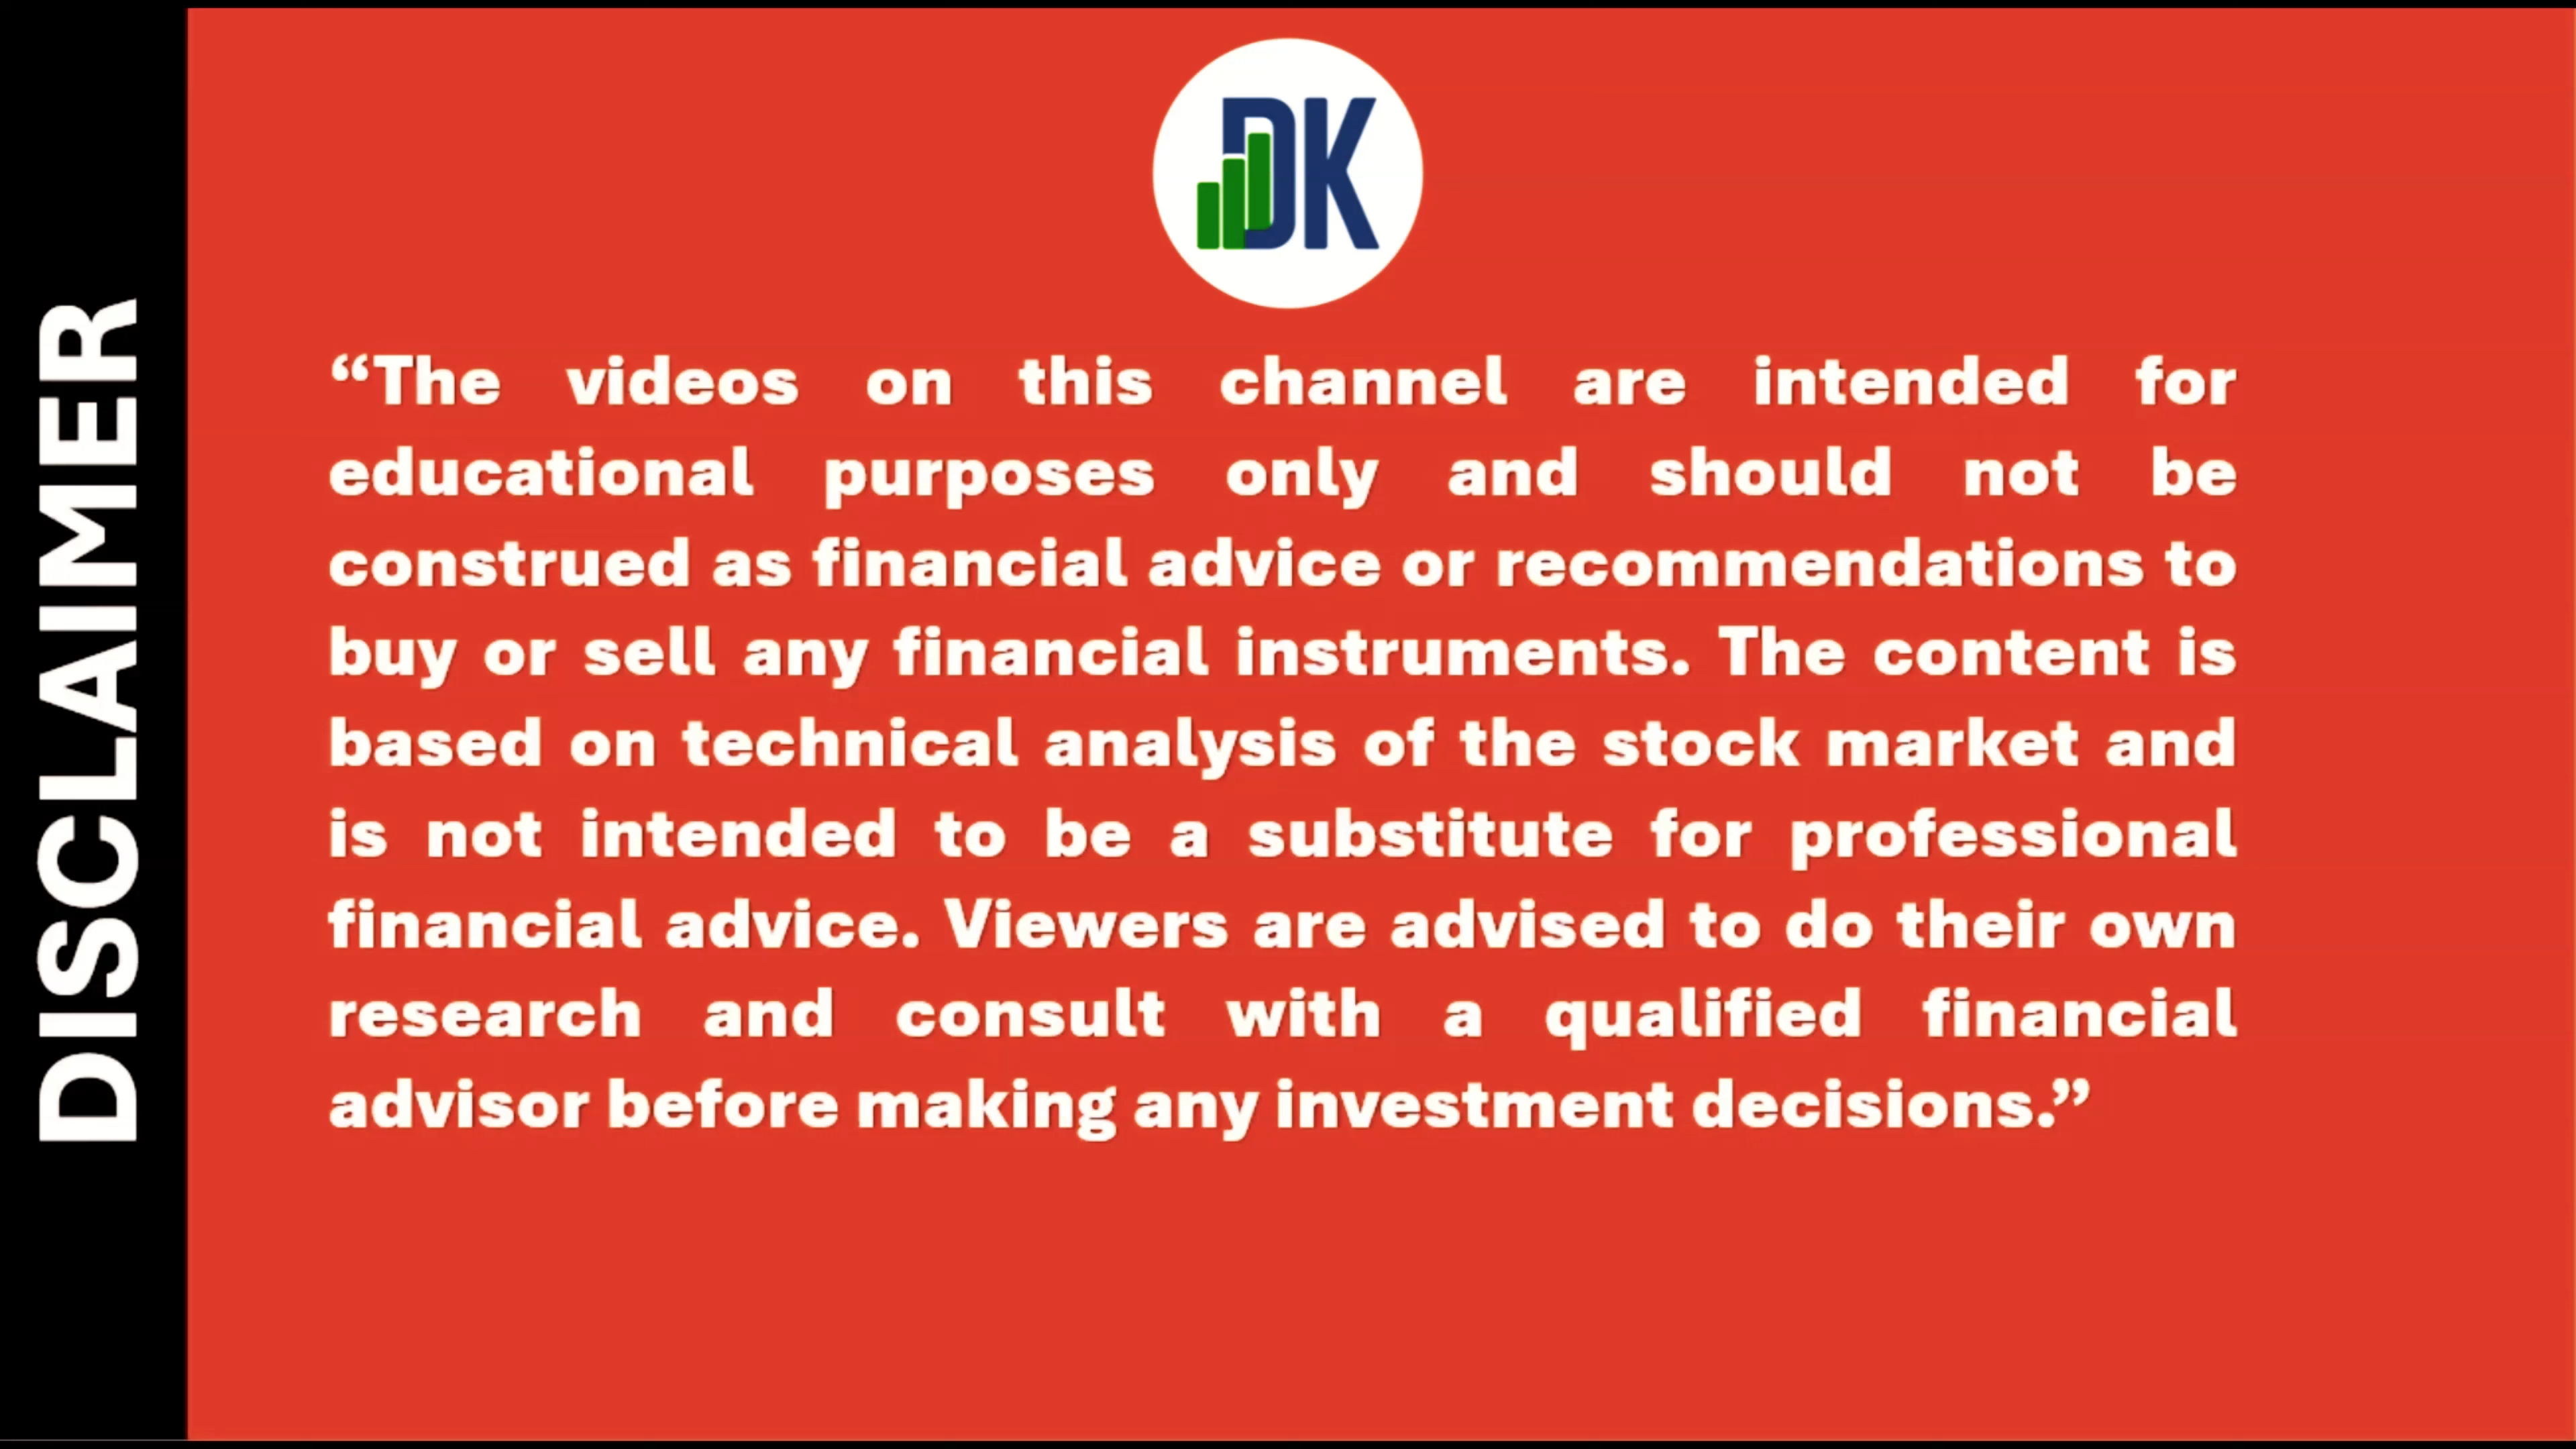 DISCLAIMER
DK
“The videos on this channel are intended for
educational purposes only and should not be
construed as financial advice or recommendations to
buy or sell any financial instruments. The content is
based on technical analysis of the stock market and
is not intended to be a substitute for professional
financial advice. Viewers are advised to do their own
research and consult with a qualified financial
advisor before making any investment decisions.”